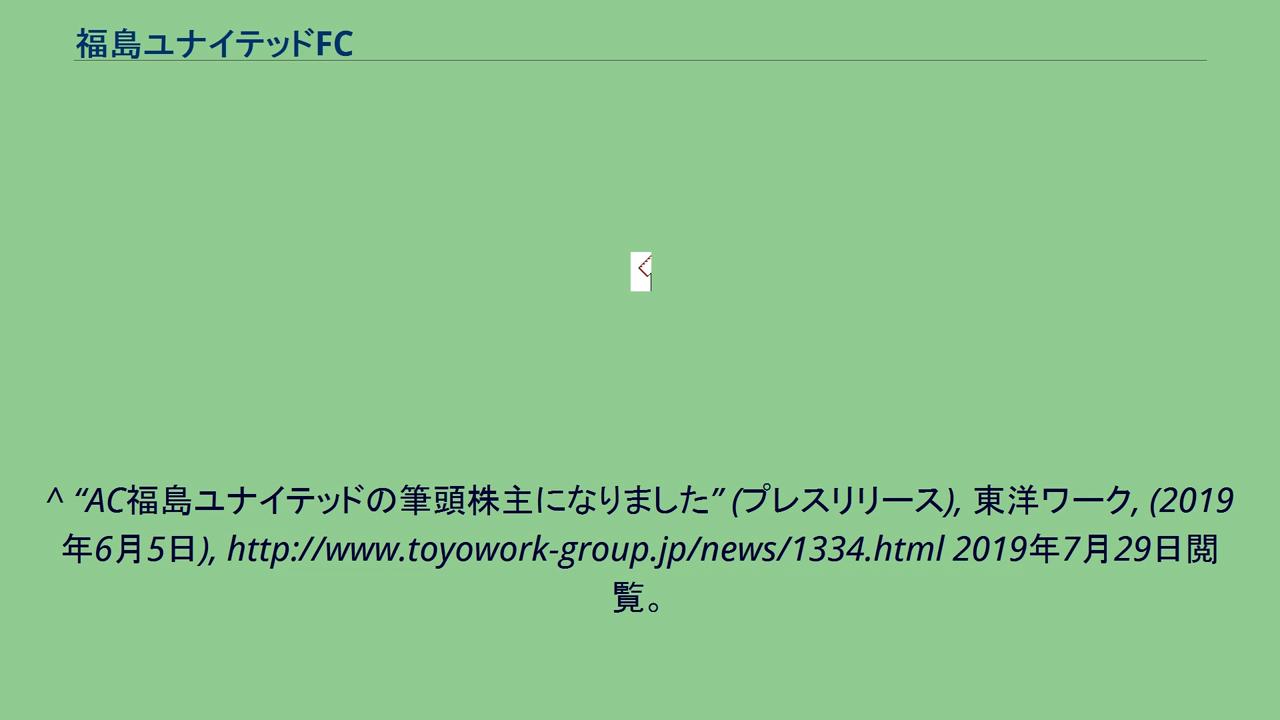 福島ユナイテッドFC
^ “AC福島ユナイテッドの筆頭株主になりました” (プレスリリース), 東洋ワーク, (2019
年6月5日), http://www.toyowork-group.jp/news/1334.html 2019年7月29日閲
覧。